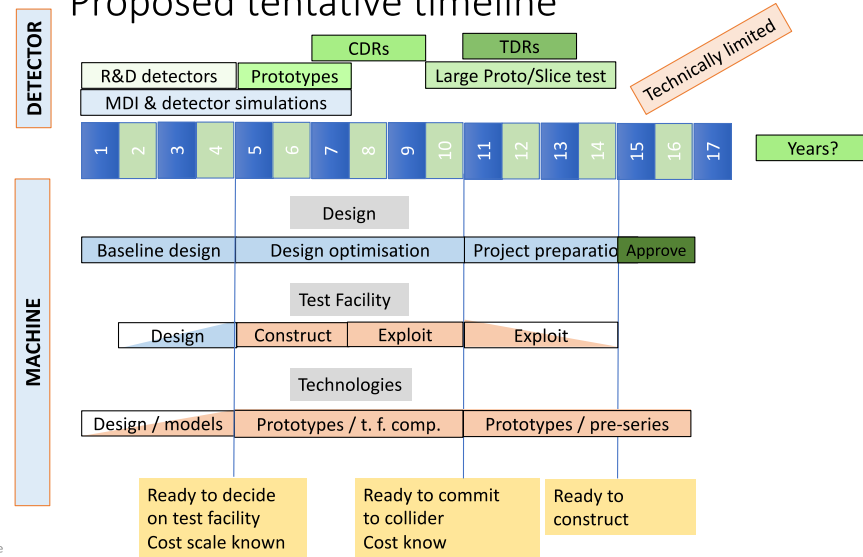 Proposed tentative timeline
DETECTOR
CDRs
TDRs
Technically limited
R&D detectors
Prototypes
Large Proto/Slice test
MDI & detector simulations
1 2 3 4 5 6 7 8 9 10 11 12 13 14 15 16 17
Years?
MACHINE
Design
Baseline design
Design optimisation
Project preparatio
Approve
Test Facility
Design
Construct
Exploit
Exploit
Technologies
Design / models
Prototypes / t. f. comp.
Prototypes / pre-series
Ready to decide
on test facility
Cost scale known
Ready to commit
to collider
Cost know
Ready to
construct
e